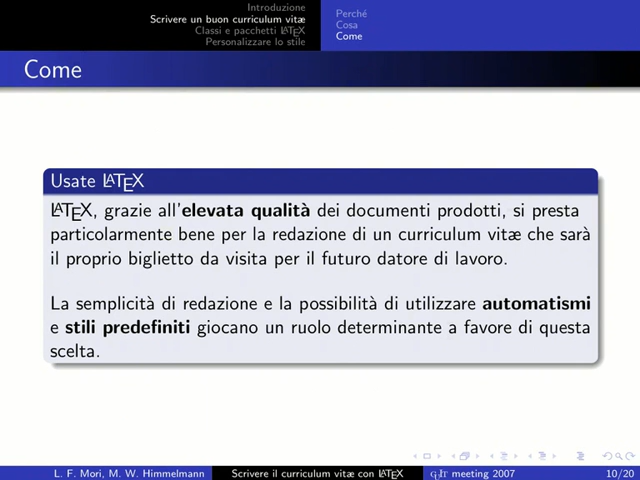 Introduzione
Scrivere un buon curriculum vitæ
Classi e pacchetti LATEX
Personalizzare lo stile
Perché
Cosa
Come
Come
Usate LATEX
LATEX, grazie all'elevata qualità dei documenti prodotti, si presta
particolarmente bene per la redazione di un curriculum vitæ che sarà
il proprio biglietto da visita per il futuro datore di lavoro.
La semplicità di redazione e la possibilità di utilizzare automatismi
e stili predefiniti giocano un ruolo determinante a favore di questa
scelta.
L. F. Mori, M. W. Himmelmann
Scrivere il curriculum vitæ con LATEX
GUIT meeting 2007
10/20